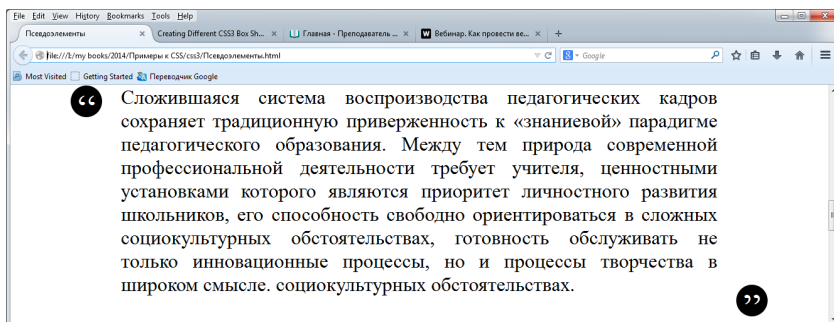 File Edit View History Bookmarks Tools Help
Псевдоэлементы × Creating Different CSS3 Box Sh... × Главная - Преподаватель ... × W Вебинар. Как провести ве... × +
file:///E:/my books/2014/Примеры к CSS/css3/Псевдоэлементы.html 8 Google
Most Visited Getting Started Переводчик Google
“ Сложившаяся система воспроизводства педагогических кадров
сохраняет традиционную приверженность к «знаниевой» парадигме
педагогического образования. Между тем природа современной
профессиональной деятельности требует учителя, ценностными
установками которого являются приоритет личностного развития
школьников, его способность свободно ориентироваться в сложных
социокультурных обстоятельствах, готовность обслуживать не
только инновационные процессы, но и процессы творчества в
широком смысле. социокультурных обстоятельствах.
”